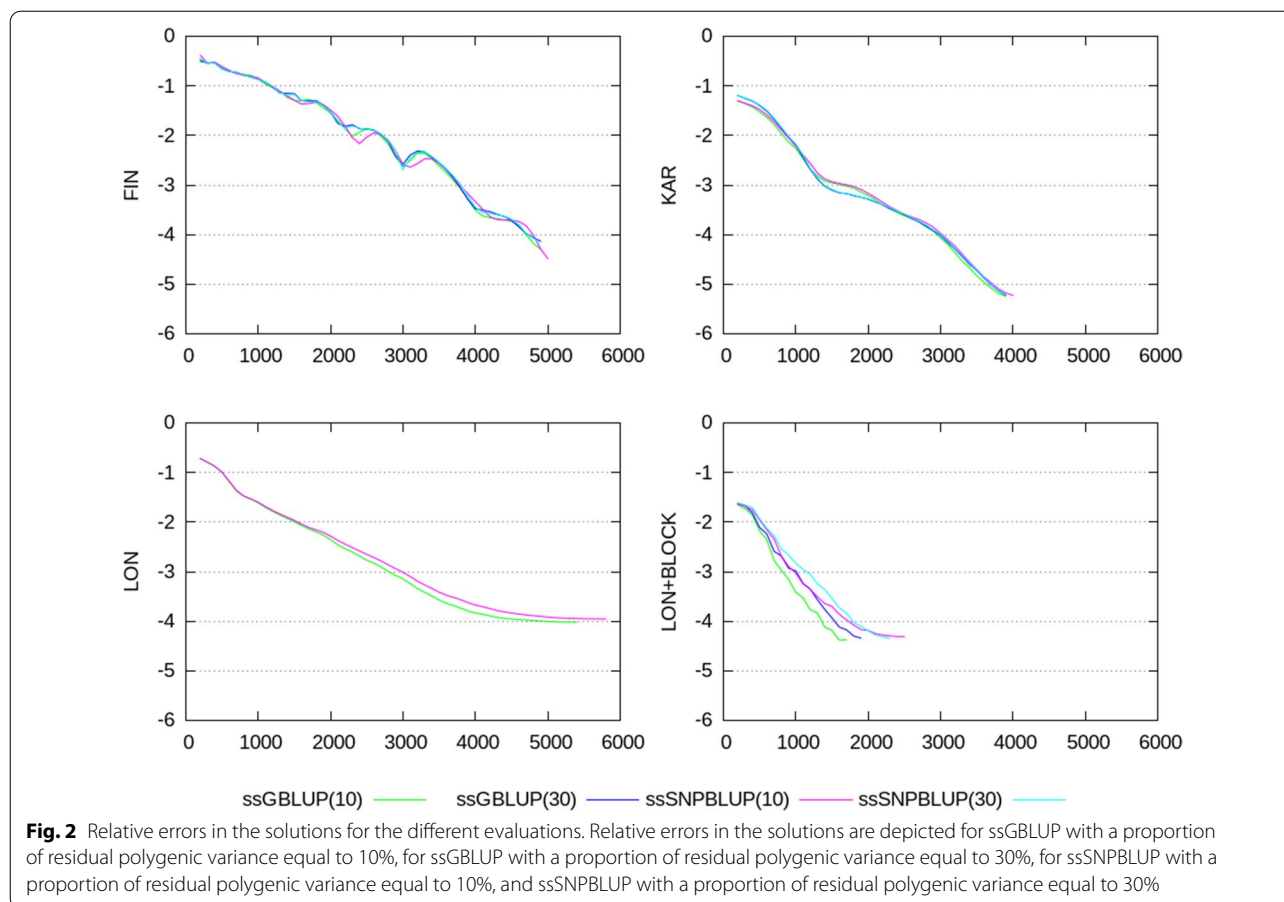 0
-1
-2
-3
-4
-5
-6
FIN
0 1000 2000 3000 4000 5000 6000
0
-1
-2
-3
-4
-5
-6
KAR
0 1000 2000 3000 4000 5000 6000
0
-1
-2
-3
-4
-5
-6
LON
0 1000 2000 3000 4000 5000 6000
0
-1
-2
-3
-4
-5
-6
LON+BLOCK
0 1000 2000 3000 4000 5000 6000
ssGBLUP(10) ssGBLUP(30) ssSNPBLUP(10) ssSNPBLUP(30)
Fig. 2 Relative errors in the solutions for the different evaluations. Relative errors in the solutions are depicted for ssGBLUP with a proportion
of residual polygenic variance equal to 10%, for ssGBLUP with a proportion of residual polygenic variance equal to 30%, for ssSNPBLUP with a
proportion of residual polygenic variance equal to 10%, and ssSNPBLUP with a proportion of residual polygenic variance equal to 30%